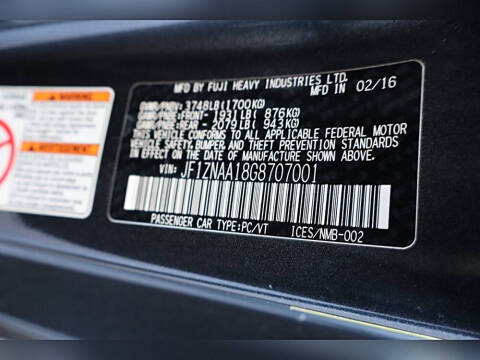 MFD BY FUJI HEAVY INDUSTRIES LTD.
MFD IN 02/16
GVWR/PNBV: 3748LB(1700KG)
GAWR/PNBE: FRONT- 1931LB( 876KG)
GAWR/PNBE: REAR - 2079LB( 943KG)
THIS VEHICLE CONFORMS TO ALL APPLICABLE FEDERAL MOTOR
VEHICLE SAFETY, BUMPER, AND THEFT PREVENTION STANDARDS
IN EFFECT ON THE DATE OF MANUFACTURE SHOWN ABOVE.
VIN: JF1ZNAA18G8707001
PASSENGER CAR TYPE:PC/VT ICES/NMB-002